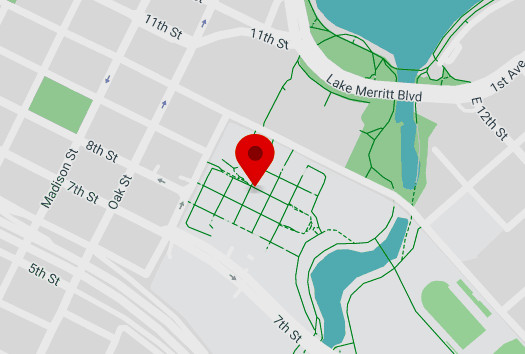 11th St
11th St
Lake Merritt Blvd
1st Ave
E 12th St
8th St
Madison St
7th St
Oak St
5th St
7th St